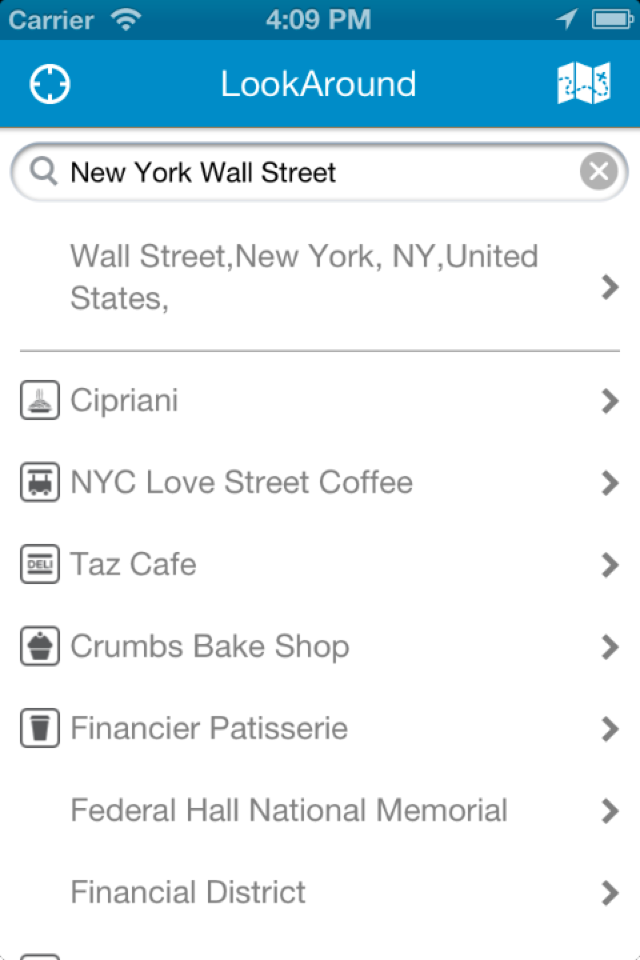 Carrier 4:09 PM
LookAround
New York Wall Street
Wall Street,New York, NY,United
States,
Cipriani
NYC Love Street Coffee
DELI Taz Cafe
Crumbs Bake Shop
Financier Patisserie
Federal Hall National Memorial
Financial District